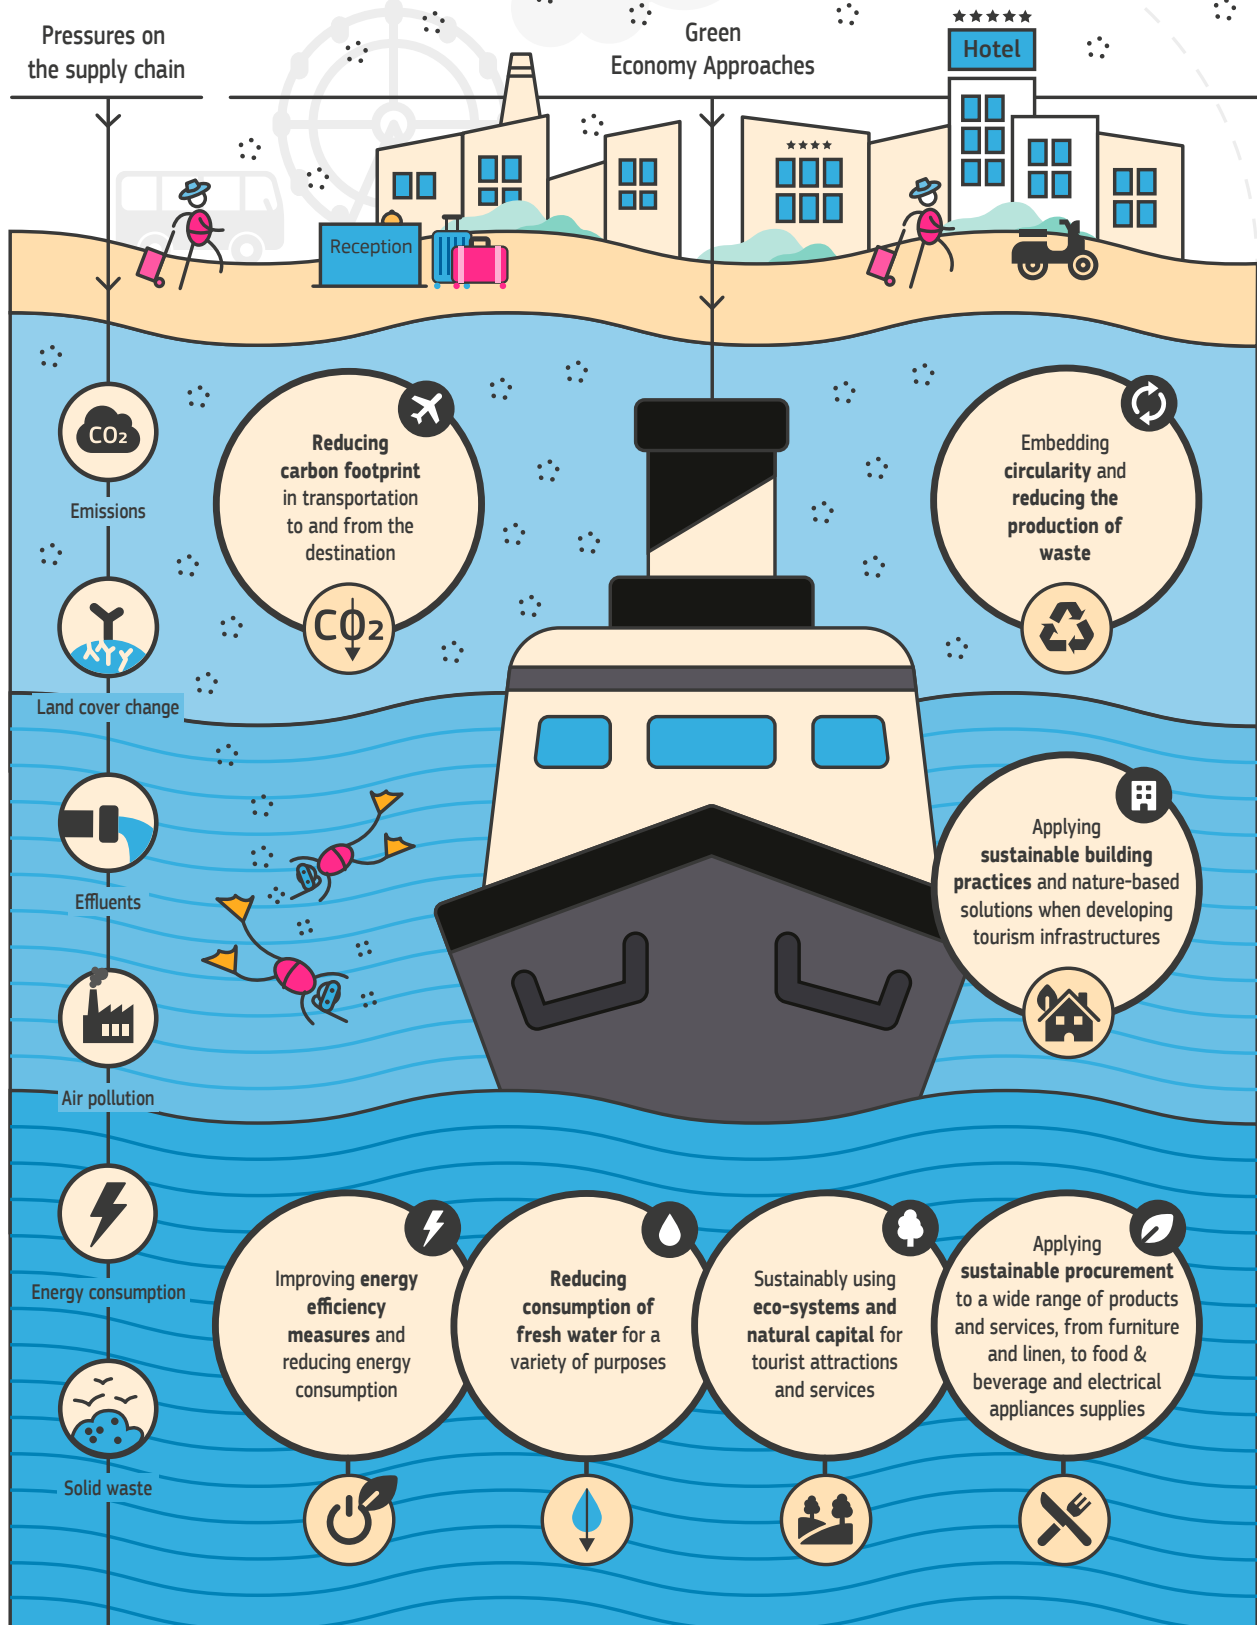 Pressures on
the supply chain
Green
Economy Approaches
Hotel
Reception
CO₂
Emissions
Land cover change
Effluents
Air pollution
Energy consumption
Solid waste
Reducing
carbon footprint
in transportation
to and from the
destination
CO₂
Embedding
circularity and
reducing the
production of
waste
Applying
sustainable building
practices and nature-based
solutions when developing
tourism infrastructures
Improving energy
efficiency
measures and
reducing energy
consumption
Reducing
consumption of
fresh water for a
variety of purposes
Sustainably using
eco-systems and
natural capital for
tourist attractions
and services
Applying
sustainable procurement
to a wide range of products
and services, from furniture
and linen, to food &
beverage and electrical
appliances supplies